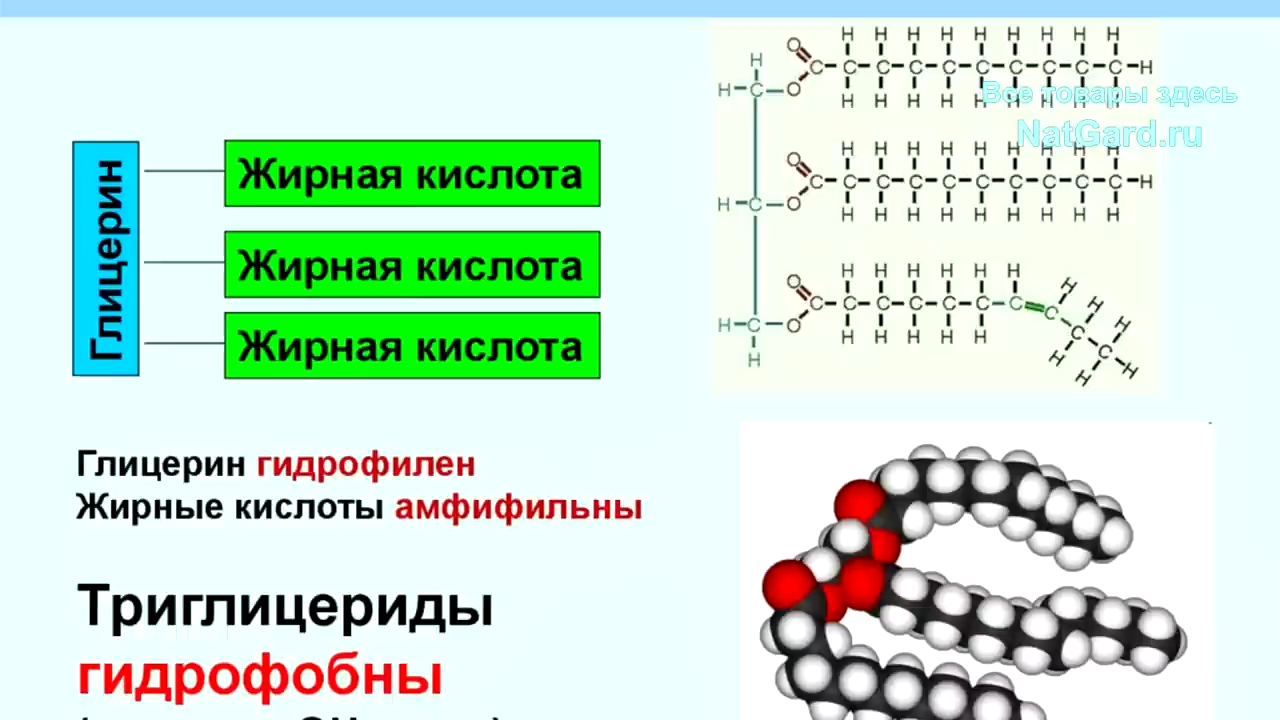 Глицерин
Жирная кислота
Жирная кислота
Жирная кислота
Глицерин гидрофилен
Жирные кислоты амфифильны
Триглицериды
гидрофобны
Все товары здесь
NatGard.ru
H O H H H H H H H H H
H C O C C C C C C C C C C H
H H H H H H H H H
O H H H H H H H H H
H C O C C C C C C C C C C H
H H H H H H H H H
O H H H H H H H H H
H C O C C C C C C C C C C H
H H H H H H H H H